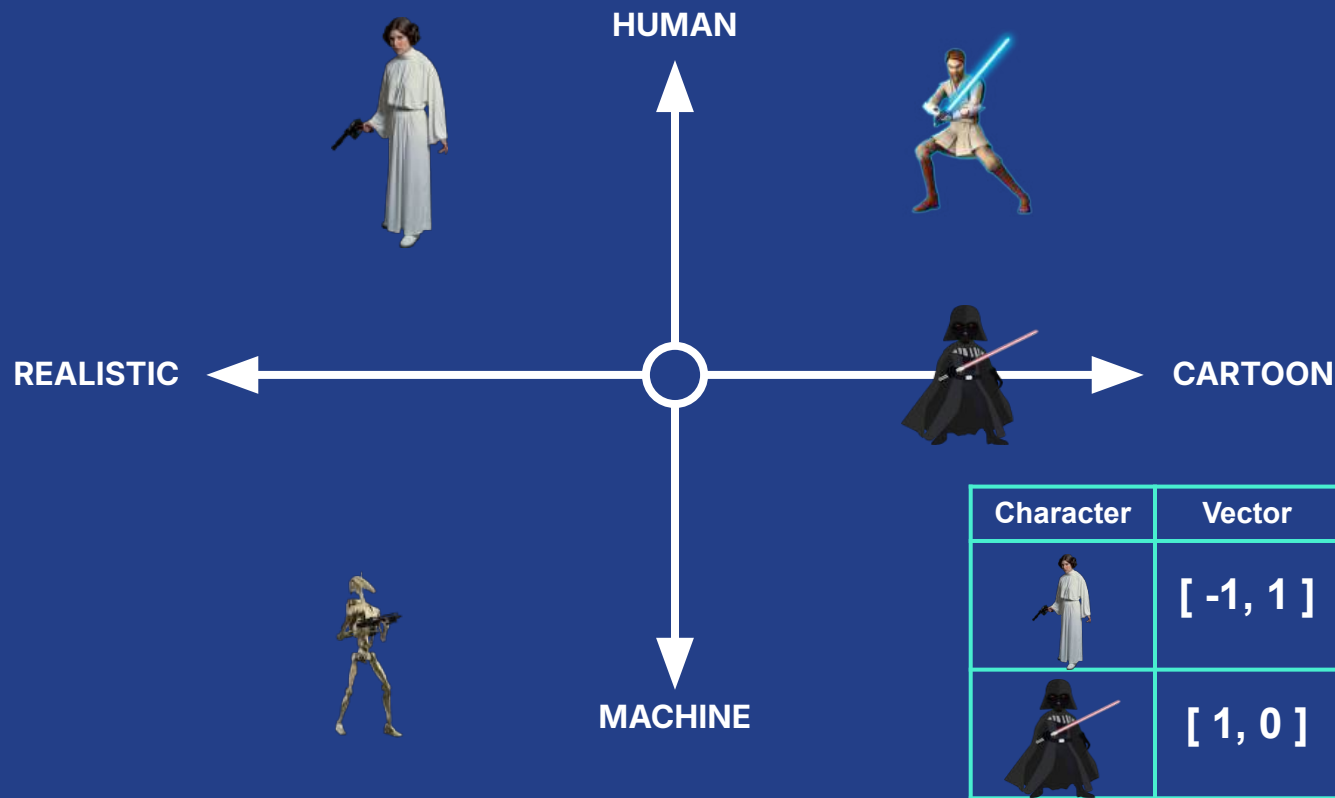 HUMAN
REALISTIC
CARTOON
Character Vector
[ -1, 1 ]
MACHINE
[ 1, 0 ]